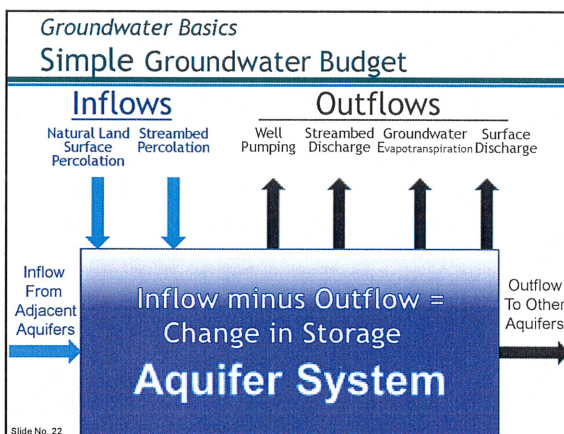 Groundwater Basics
Simple Groundwater Budget
Inflows
Outflows
Natural Land
Surface
Percolation
Streambed
Percolation
Well
Pumping
Streambed
Discharge
Groundwater
Evapotranspiration
Surface
Discharge
Inflow
From
Adjacent
Aquifers
Inflow minus Outflow =
Change in Storage
Aquifer System
Outflow
To Other
Aquifers
Slide No. 22